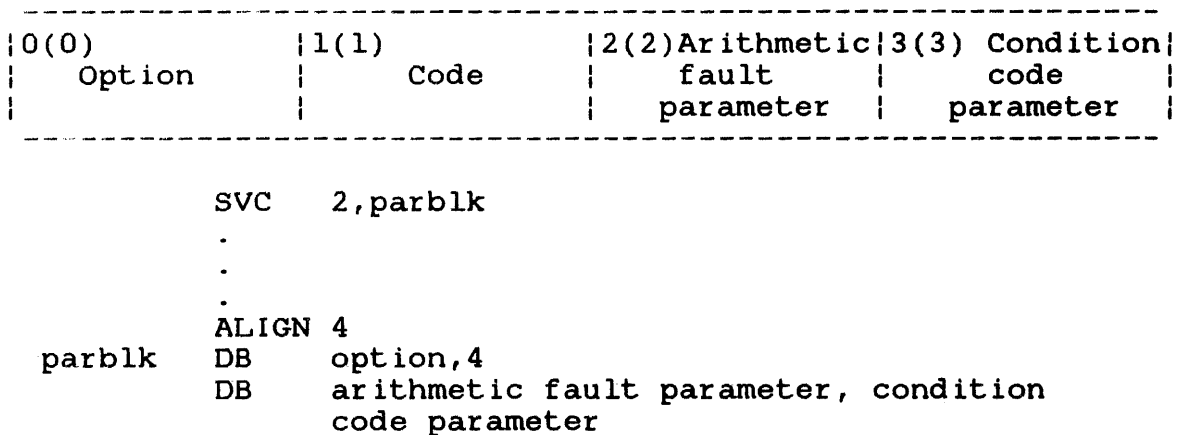 |0(0) |1(1) |2(2)Arithmetic|3(3) Condition|
| Option | Code | fault | code |
| | | parameter | parameter |
SVC 2,parblk
.
.
.
ALIGN 4
parblk DB option,4
DB arithmetic fault parameter, condition
code parameter